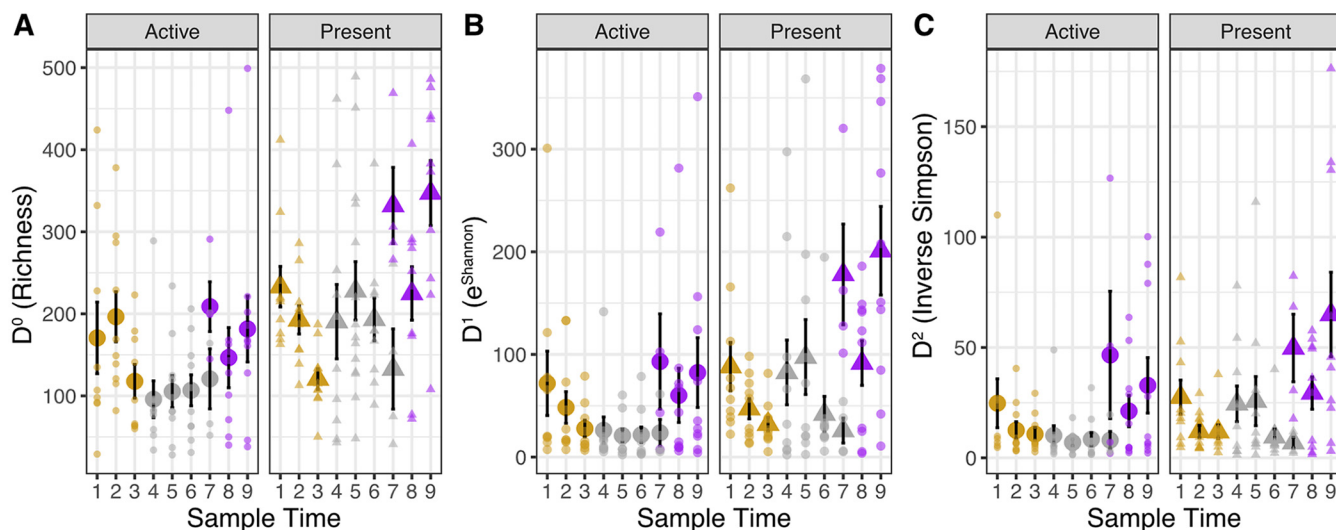 A
Active
Present
D⁰ (Richness)
500
400
300
200
100
1 2 3 4 5 6 7 8 9
1 2 3 4 5 6 7 8 9
Sample Time
B
Active
Present
D¹ (eShannon)
300
200
100
0
1 2 3 4 5 6 7 8 9
1 2 3 4 5 6 7 8 9
Sample Time
C
Active
Present
D² (Inverse Simpson)
150
100
50
0
1 2 3 4 5 6 7 8 9
1 2 3 4 5 6 7 8 9
Sample Time